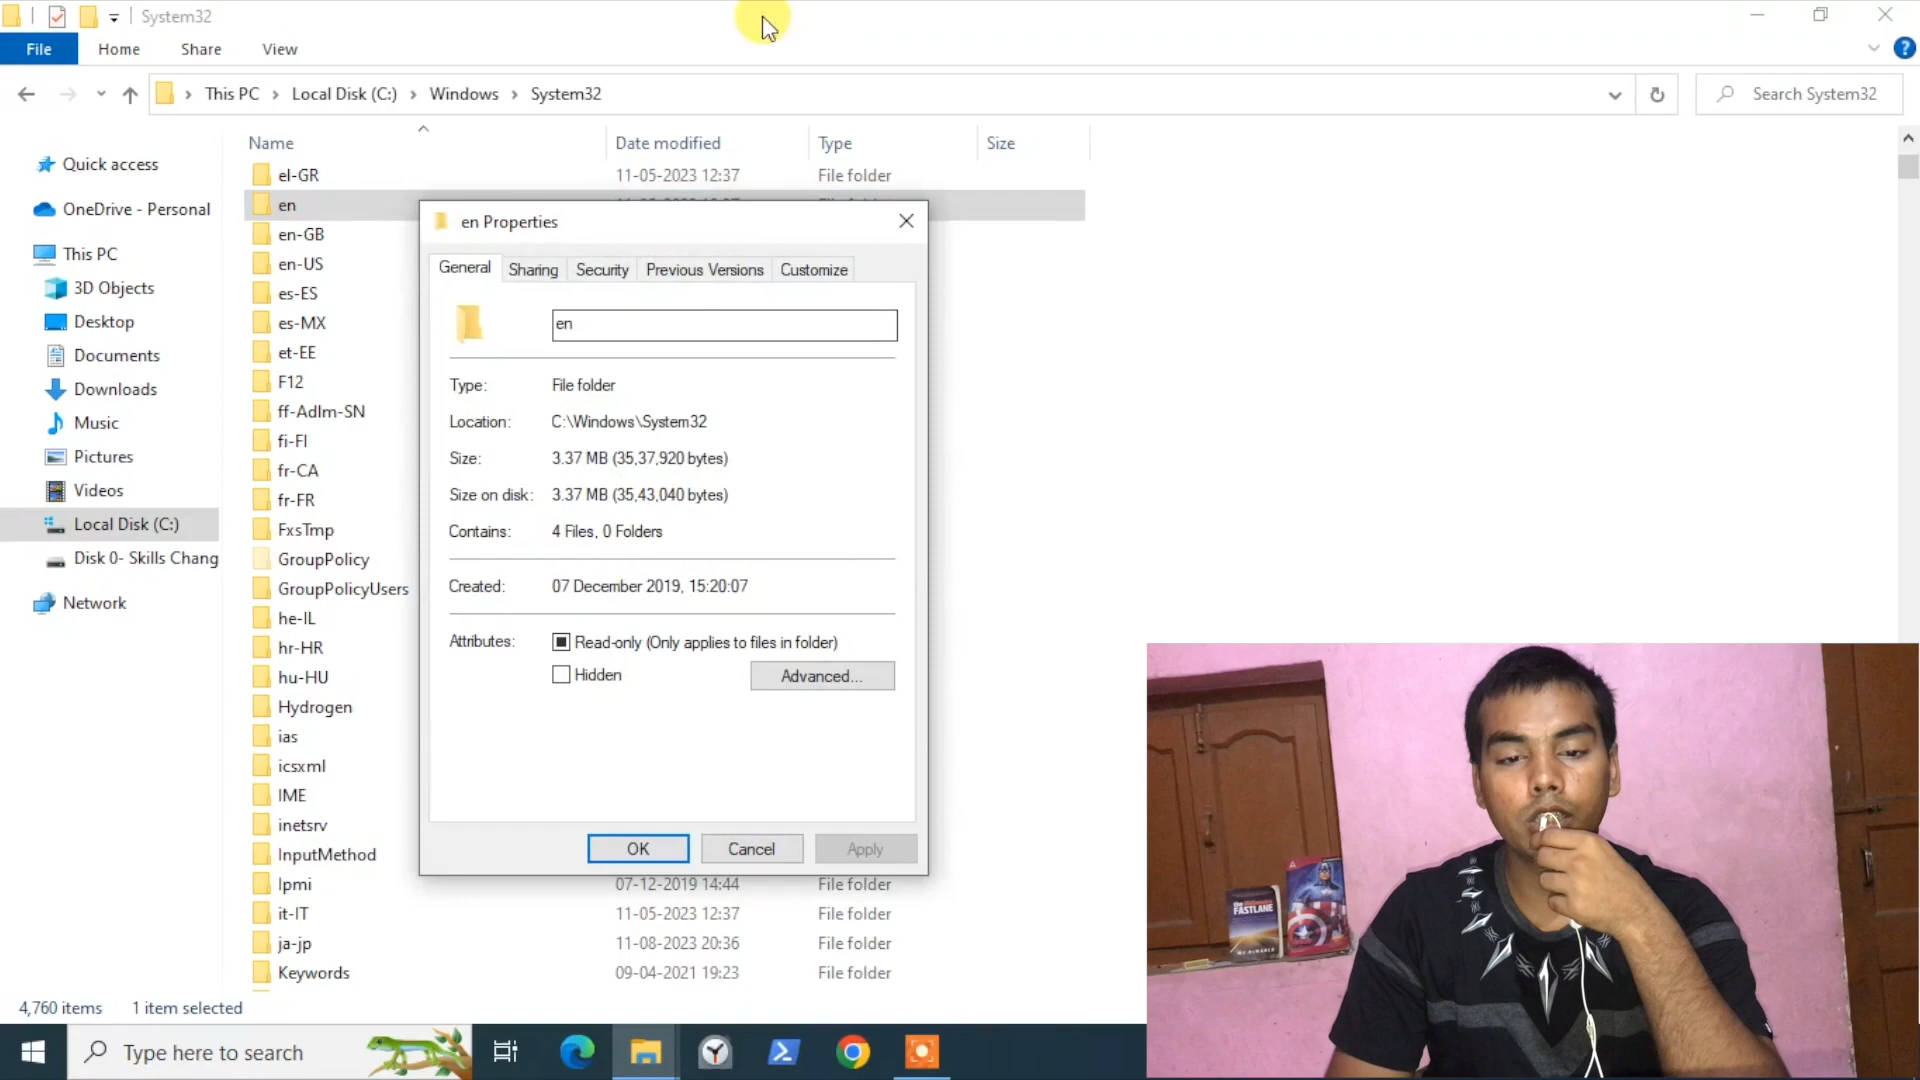 System32
File Home Share View
This PC > Local Disk (C:) > Windows > System32
Search System32
Name Date modified Type Size
Quick access
OneDrive - Personal
This PC
3D Objects
Desktop
Documents
Downloads
Music
Pictures
Videos
Local Disk (C:)
Disk 0- Skills Chang
Network
el-GR 11-05-2023 12:37 File folder
en
en-GB
en-US
es-ES
es-MX
et-EE
F12
ff-Adlm-SN
fi-FI
fr-CA
fr-FR
FxsTmp
GroupPolicy
GroupPolicyUsers
he-IL
hr-HR
hu-HU
Hydrogen
ias
icsxml
IME
inetsrv
InputMethod
Ipmi 07-12-2019 14:44 File folder
it-IT 11-05-2023 12:37 File folder
ja-jp 11-08-2023 20:36 File folder
Keywords 09-04-2021 19:23 File folder
en Properties
General Sharing Security Previous Versions Customize
en
Type: File folder
Location: C:\Windows\System32
Size: 3.37 MB (35,37,920 bytes)
Size on disk: 3.37 MB (35,43,040 bytes)
Contains: 4 Files, 0 Folders
Created: 07 December 2019, 15:20:07
Attributes: Read-only (Only applies to files in folder)
Hidden Advanced...
OK Cancel Apply
4,760 items 1 item selected
Type here to search
FASTLANE